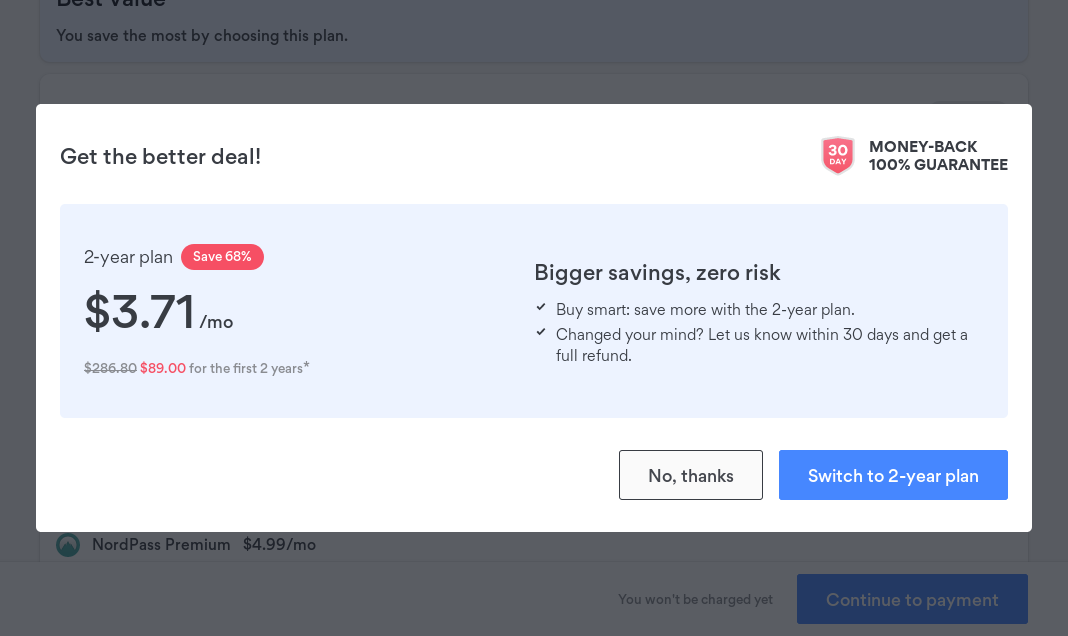 Best Value
You save the most by choosing this plan.
Get the better deal!
30
DAY
MONEY-BACK
100% GUARANTEE
2-year plan Save 68%
$3.71 /mo
$286.80 $89.00 for the first 2 years*
Bigger savings, zero risk
Buy smart: save more with the 2-year plan.
Changed your mind? Let us know within 30 days and get a
full refund.
No, thanks
Switch to 2-year plan
NordPass Premium $4.99/mo
You won't be charged yet
Continue to payment